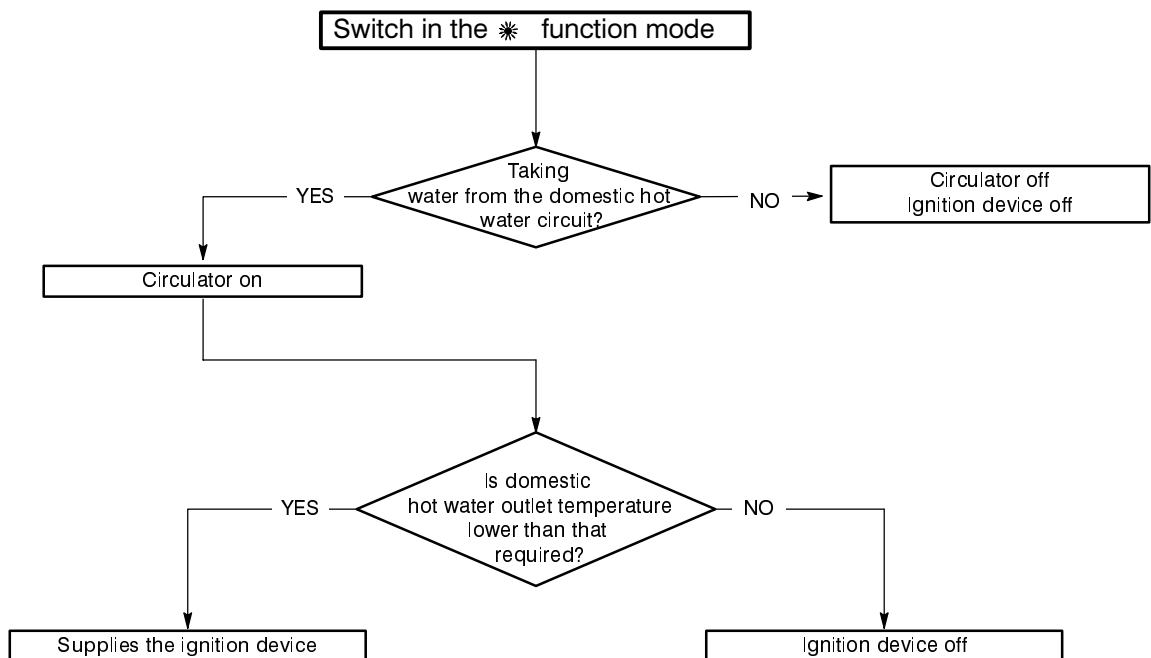 Switch in the ☀ function mode
Taking
water from the domestic hot
water circuit?
YES
NO
Circulator off
Ignition device off
Circulator on
Is domestic
hot water outlet temperature
lower than that
required?
YES
NO
Supplies the ignition device
Ignition device off